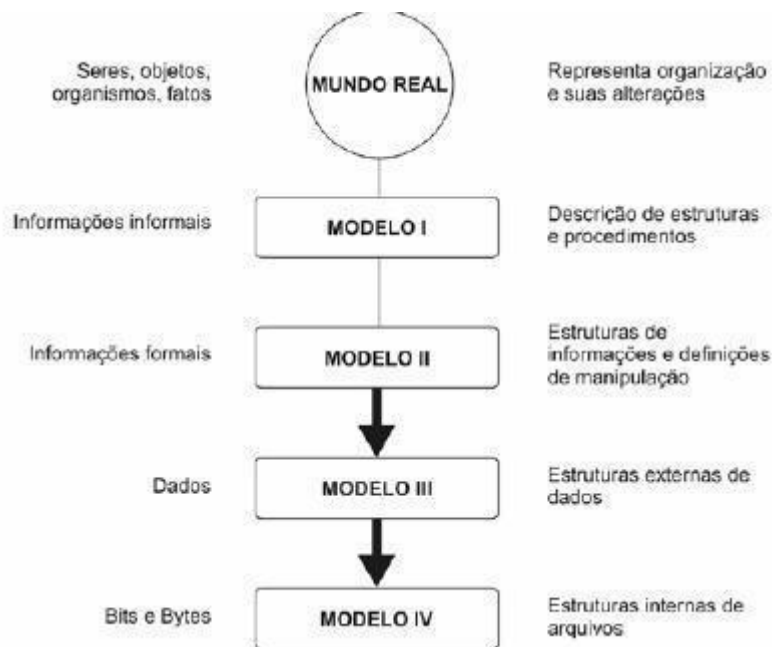 Seres, objetos,
organismos, fatos
MUNDO REAL
Representa organização
e suas alterações
Informações informais
MODELO I
Descrição de estruturas
e procedimentos
Informações formais
MODELO II
Estruturas de
informações e definições
de manipulação
Dados
MODELO III
Estruturas externas de
dados
Bits e Bytes
MODELO IV
Estruturas internas de
arquivos